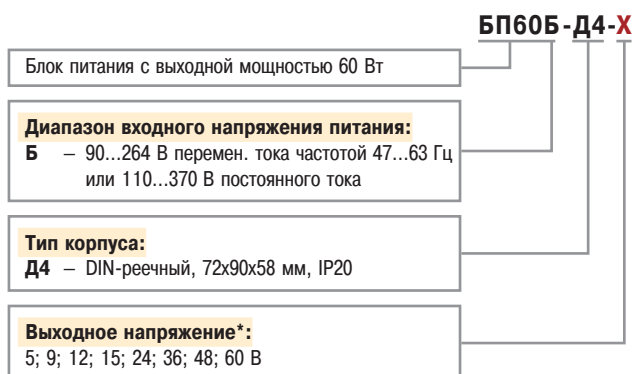 БП60Б-Д4-Х
Блок питания с выходной мощностью 60 Вт
Диапазон входного напряжения питания:
Б – 90...264 В перемен. тока частотой 47...63 Гц
или 110...370 В постоянного тока
Тип корпуса:
Д4 – DIN-реечный, 72х90х58 мм, IP20
Выходное напряжение*:
5; 9; 12; 15; 24; 36; 48; 60 В